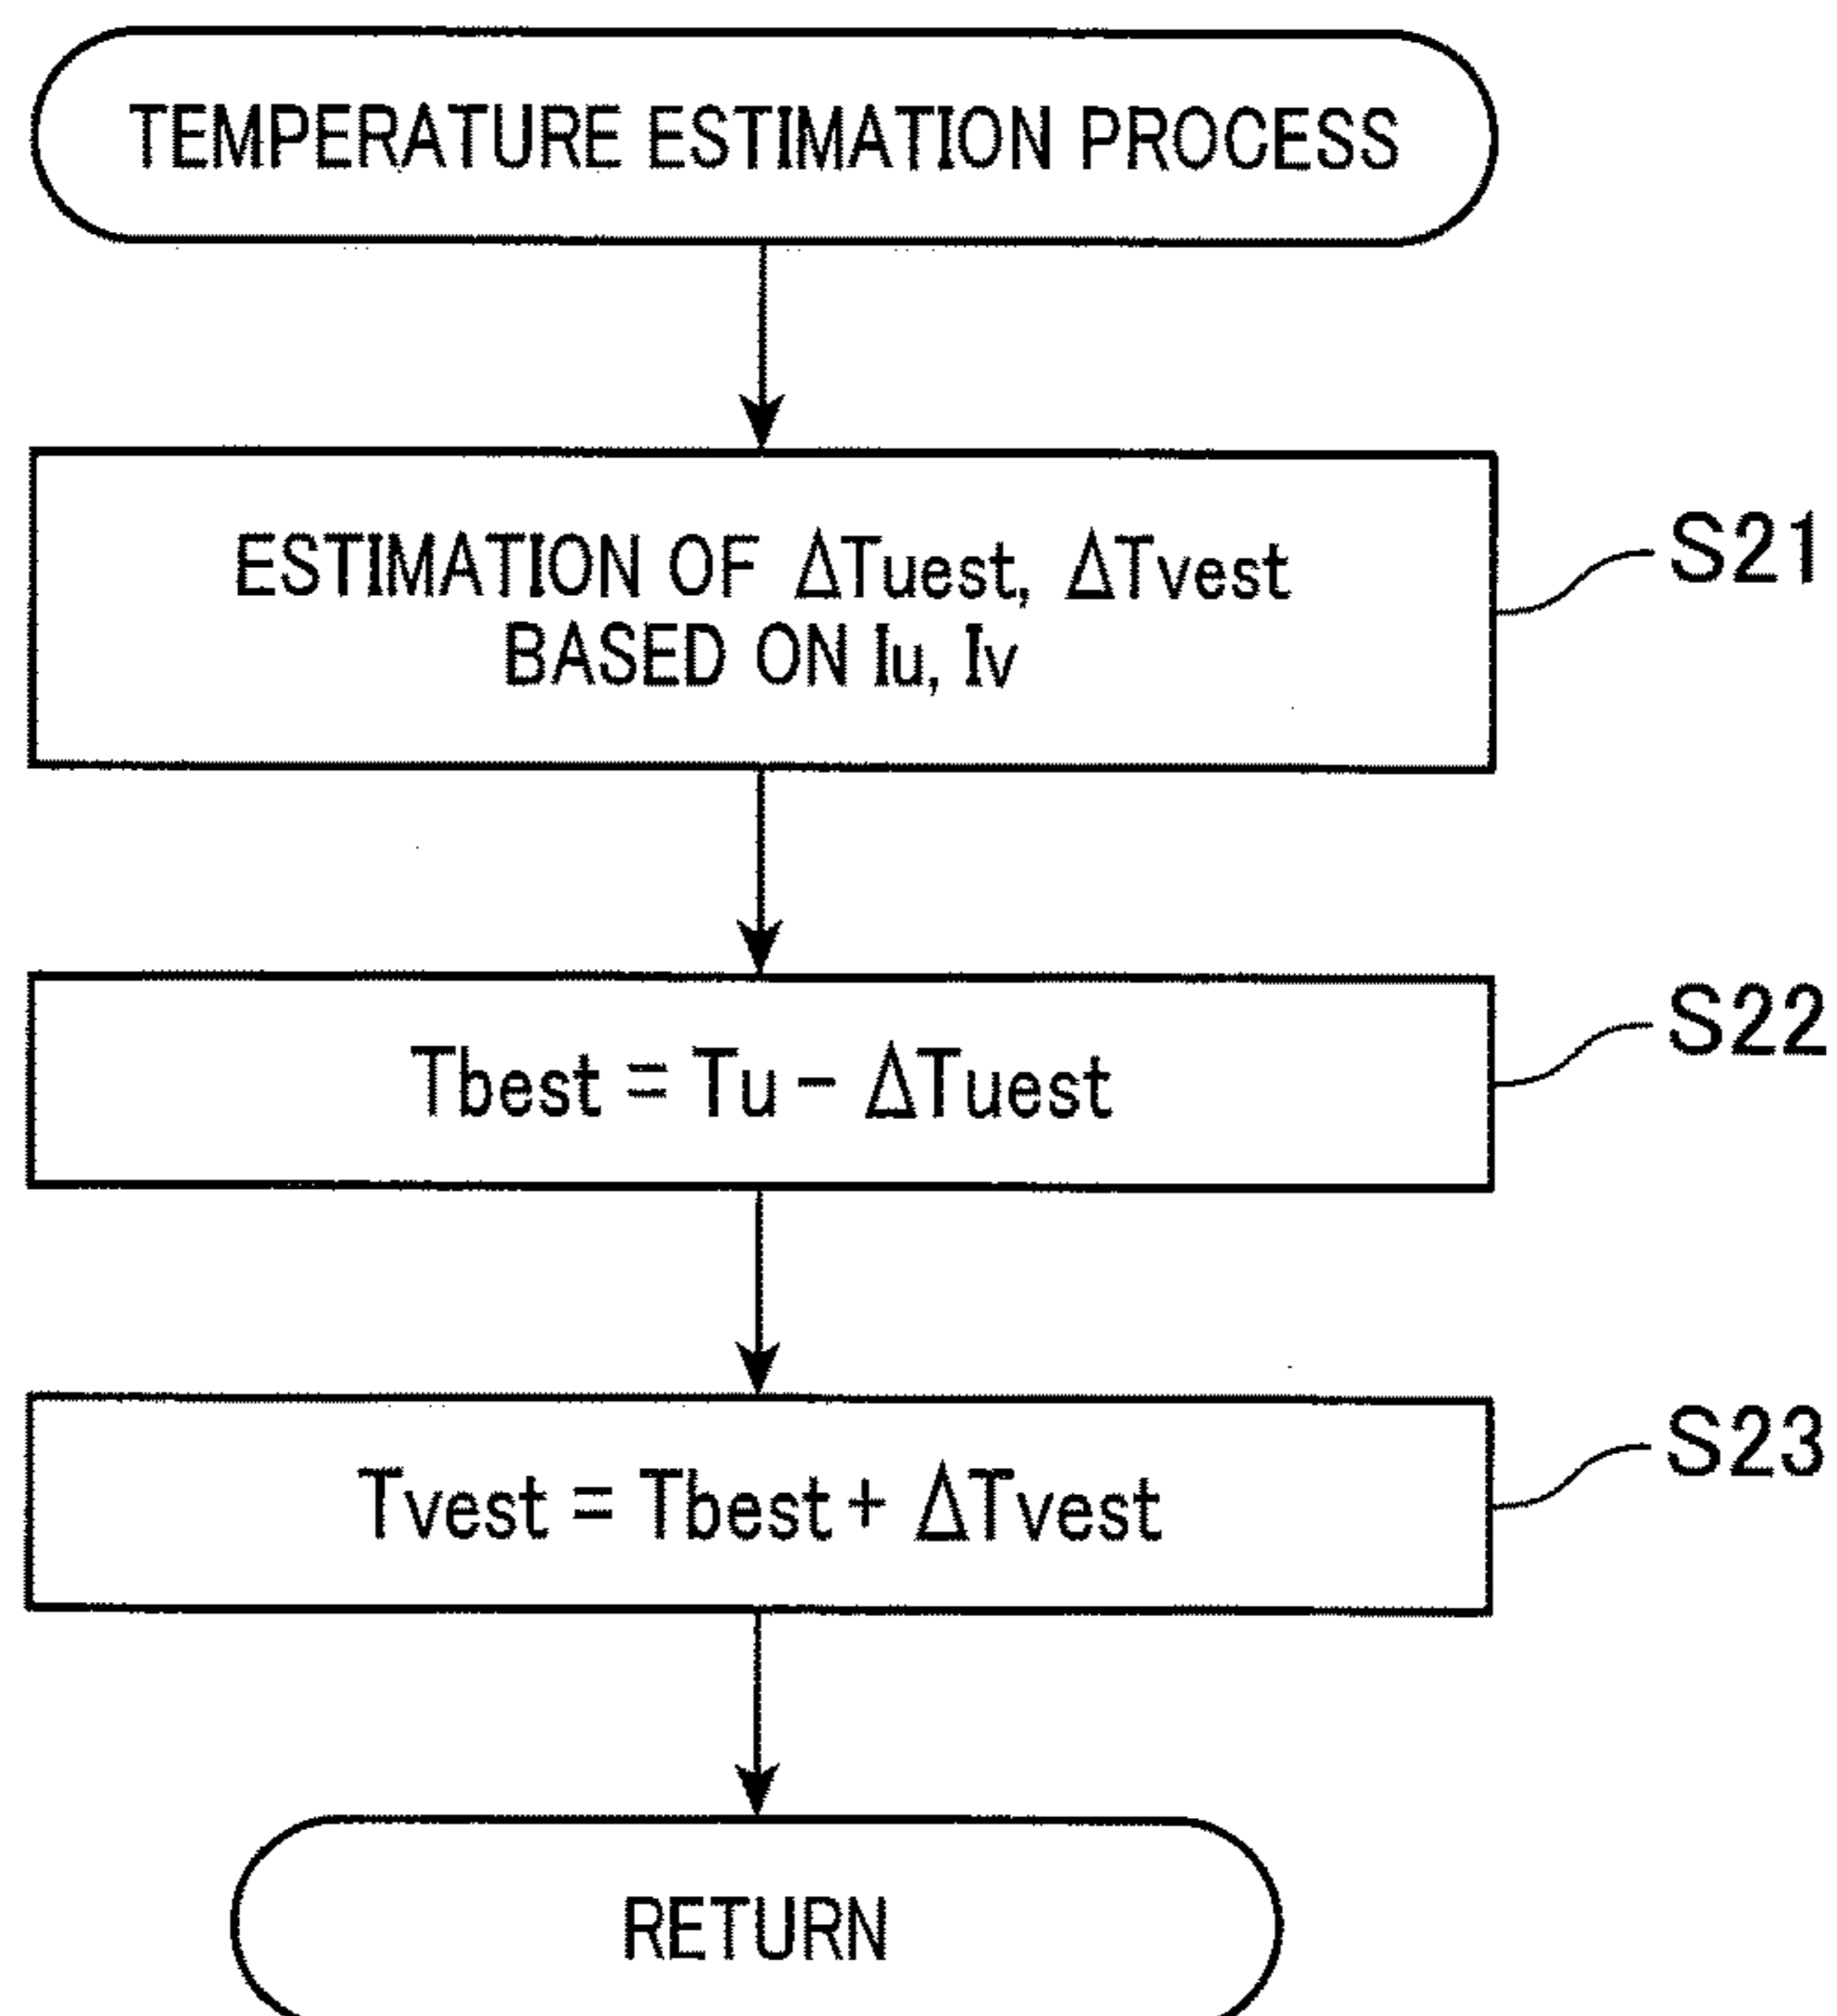 TEMPERATURE ESTIMATION PROCESS
ESTIMATION OF ΔTuest, ΔTvest
BASED ON Iu, Iv
S21
Tbest = Tu - ΔTuest
S22
Tvest = Tbest + ΔTvest
S23
RETURN